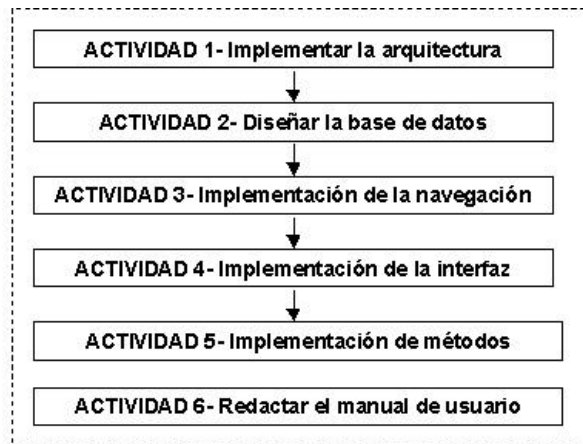 ACTIVIDAD 1- Implementar la arquitectura
ACTIVIDAD 2- Diseñar la base de datos
ACTIVIDAD 3- Implementación de la navegación
ACTIVIDAD 4- Implementación de la interfaz
ACTIVIDAD 5- Implementación de métodos
ACTIVIDAD 6- Redactar el manual de usuario